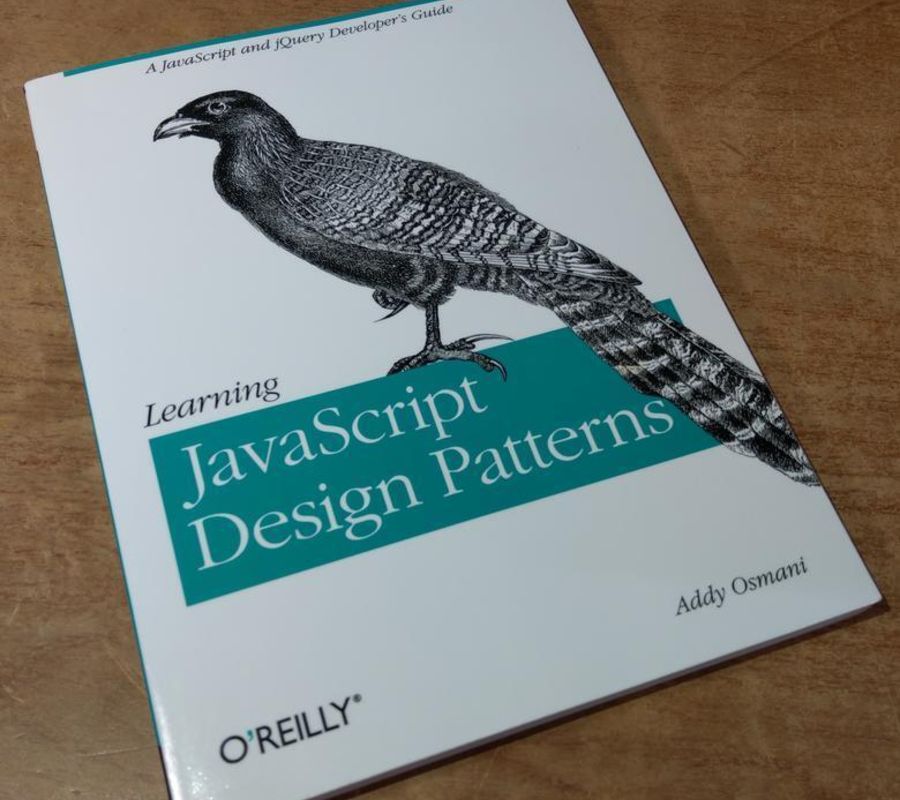 A JavaScript and jQuery Developer's Guide
Learning
JavaScript
Design Patterns
Addy Osmani
O'REILLY®